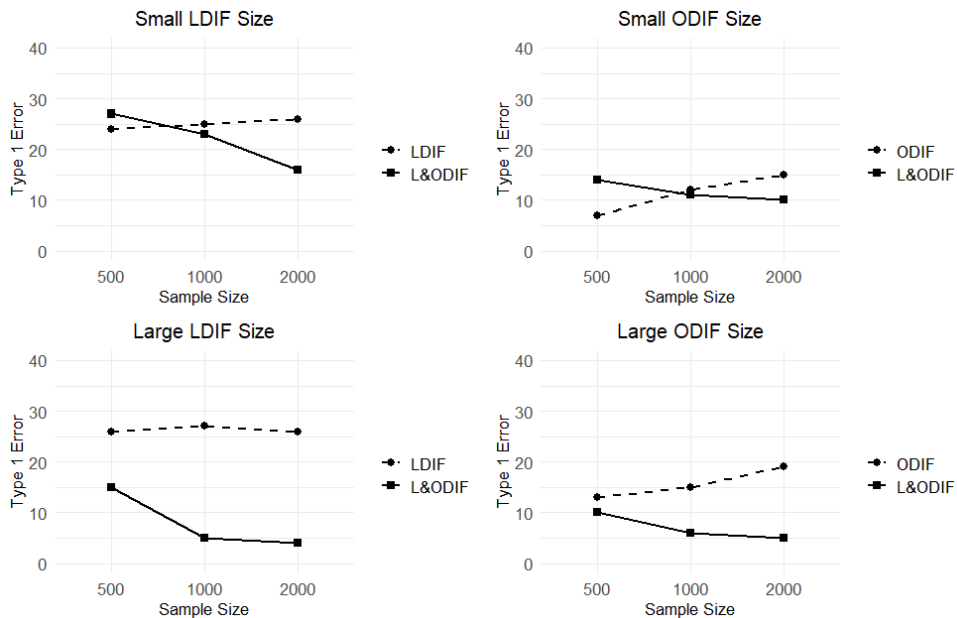 Small LDIF Size
40
30
20
10
0
Type 1 Error
500 1000 2000
Sample Size
LDIF
L&ODIF
Small ODIF Size
40
30
20
10
0
Type 1 Error
500 1000 2000
Sample Size
ODIF
L&ODIF
Large LDIF Size
40
30
20
10
0
Type 1 Error
500 1000 2000
Sample Size
LDIF
L&ODIF
Large ODIF Size
40
30
20
10
0
Type 1 Error
500 1000 2000
Sample Size
ODIF
L&ODIF